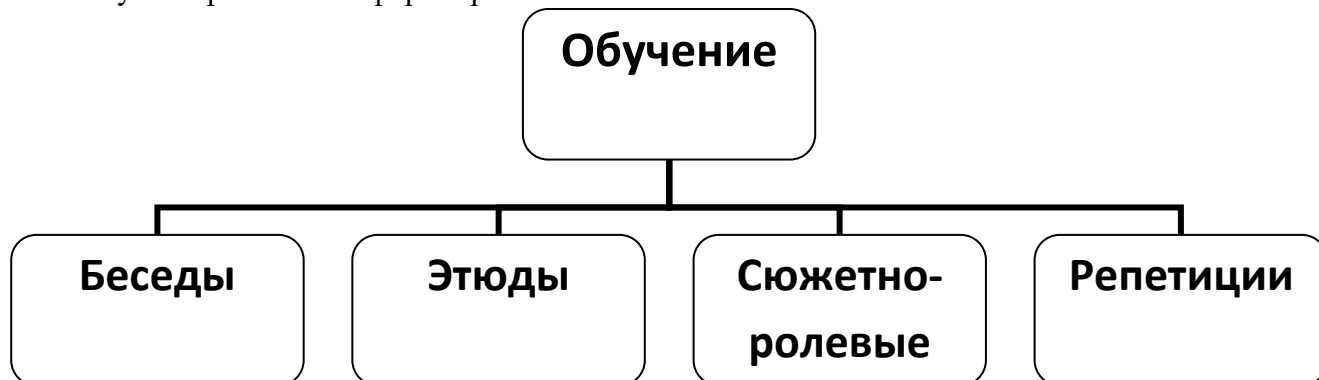 Обучение
Беседы
Этюды
Сюжетно-
ролевые
Репетиции